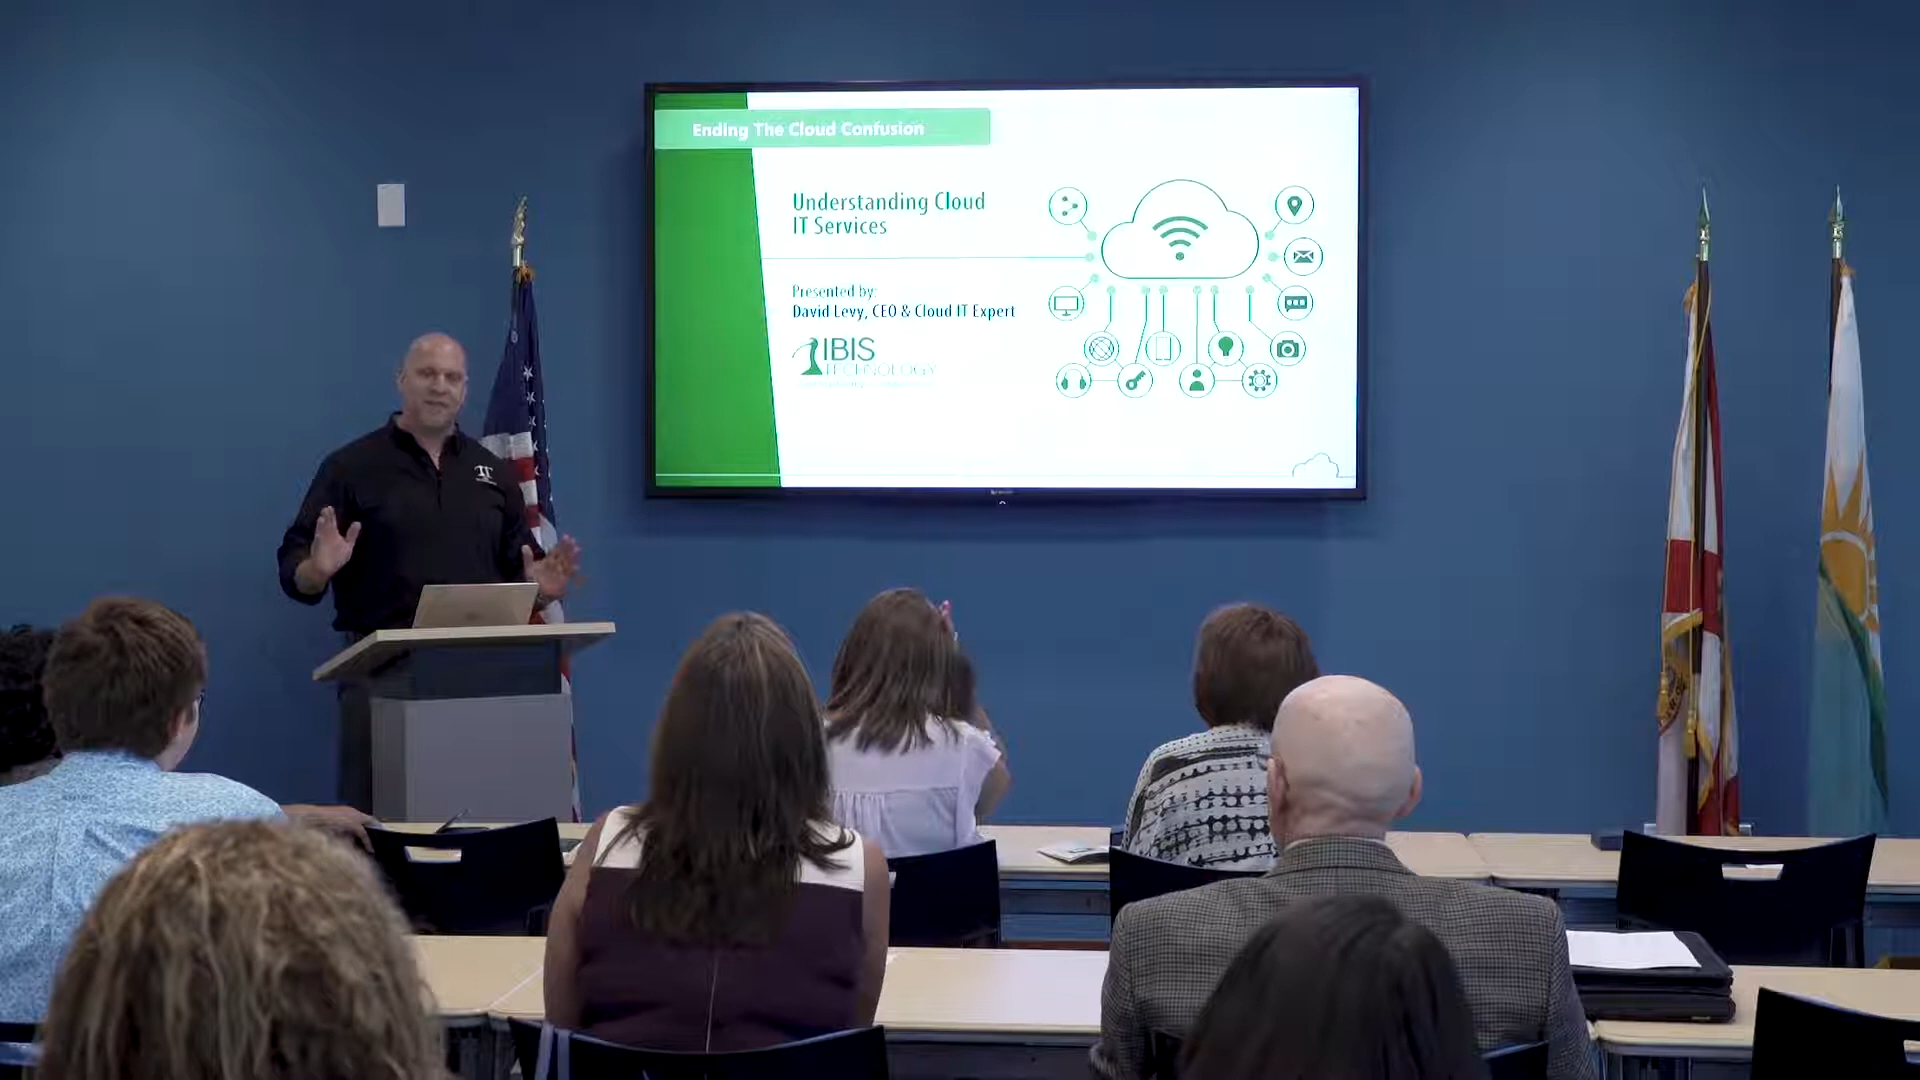 Ending The Cloud Confusion
Understanding Cloud
IT Services
Presented by:
David Levy, CEO & Cloud IT Expert
IBIS
TECHNOLOGY